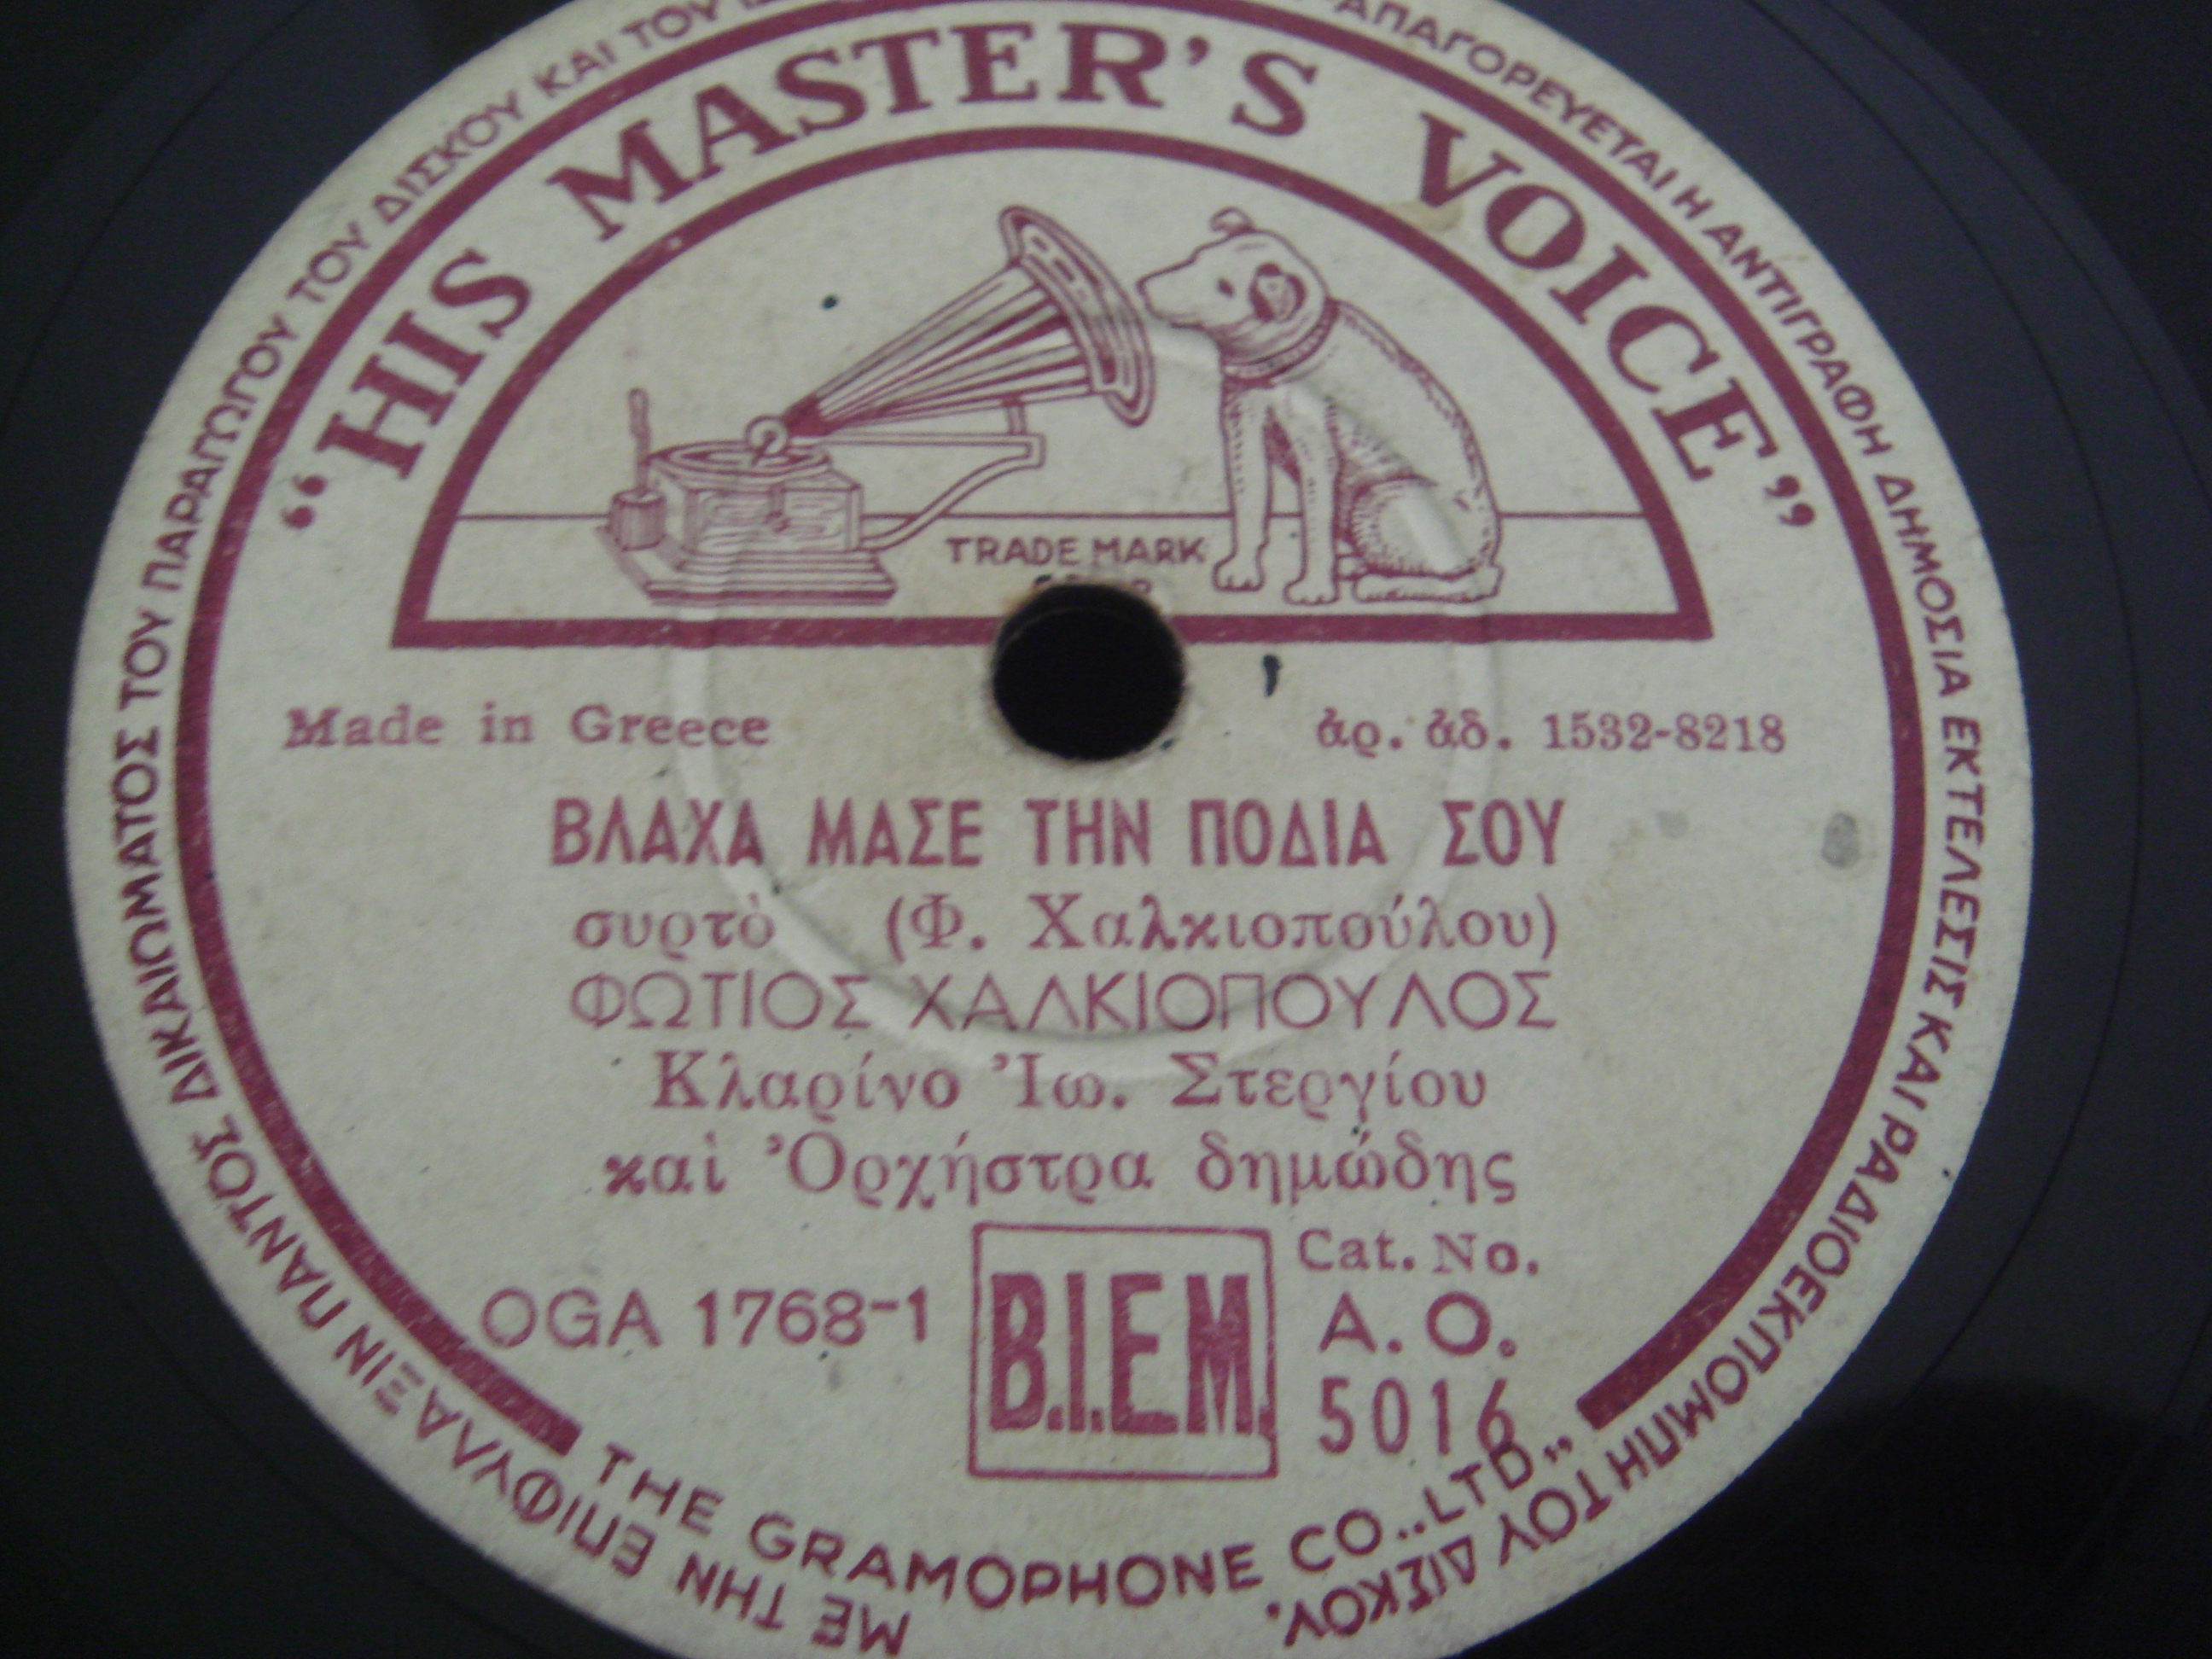 ΜΕ ΤΗΝ ΕΠΙΦΥΛΑΞΙΝ ΠΑΝΤΟΣ ΔΙΚΑΙΩΜΑΤΟΣ ΤΟΥ ΠΑΡΑΓΩΓΟΥ ΤΟΥ ΔΙΣΚΟΥ ΚΑΙ ΤΟΥ
ΑΠΑΓΟΡΕΥΕΤΑΙ Η ΑΝΤΙΓΡΑΦΗ ΔΗΜΟΣΙΑ ΕΚΤΕΛΕΣΙΣ ΚΑΙ ΡΑΔΙΟΕΚΠΟΜΠΗ ΤΟΥ ΔΙΣΚΟΥ.
“HIS MASTER'S VOICE”
TRADE MARK
Made in Greece
ἀρ. ἀδ. 1532-8218
ΒΛΑΧΑ ΜΑΣΕ ΤΗΝ ΠΟΔΙΑ ΣΟΥ
συρτὸ (Φ. Χαλκιοπούλου)
ΦΩΤΙΟΣ ΧΑΛΚΙΟΠΟΥΛΟΣ
Κλαρίνο Ἰω. Στεργίου
καὶ Ὀρχήστρα δημώδης
OGA 1768-1
B.I.E.M.
Cat. No.
A. O.
5016
THE GRAMOPHONE CO., LTD.,